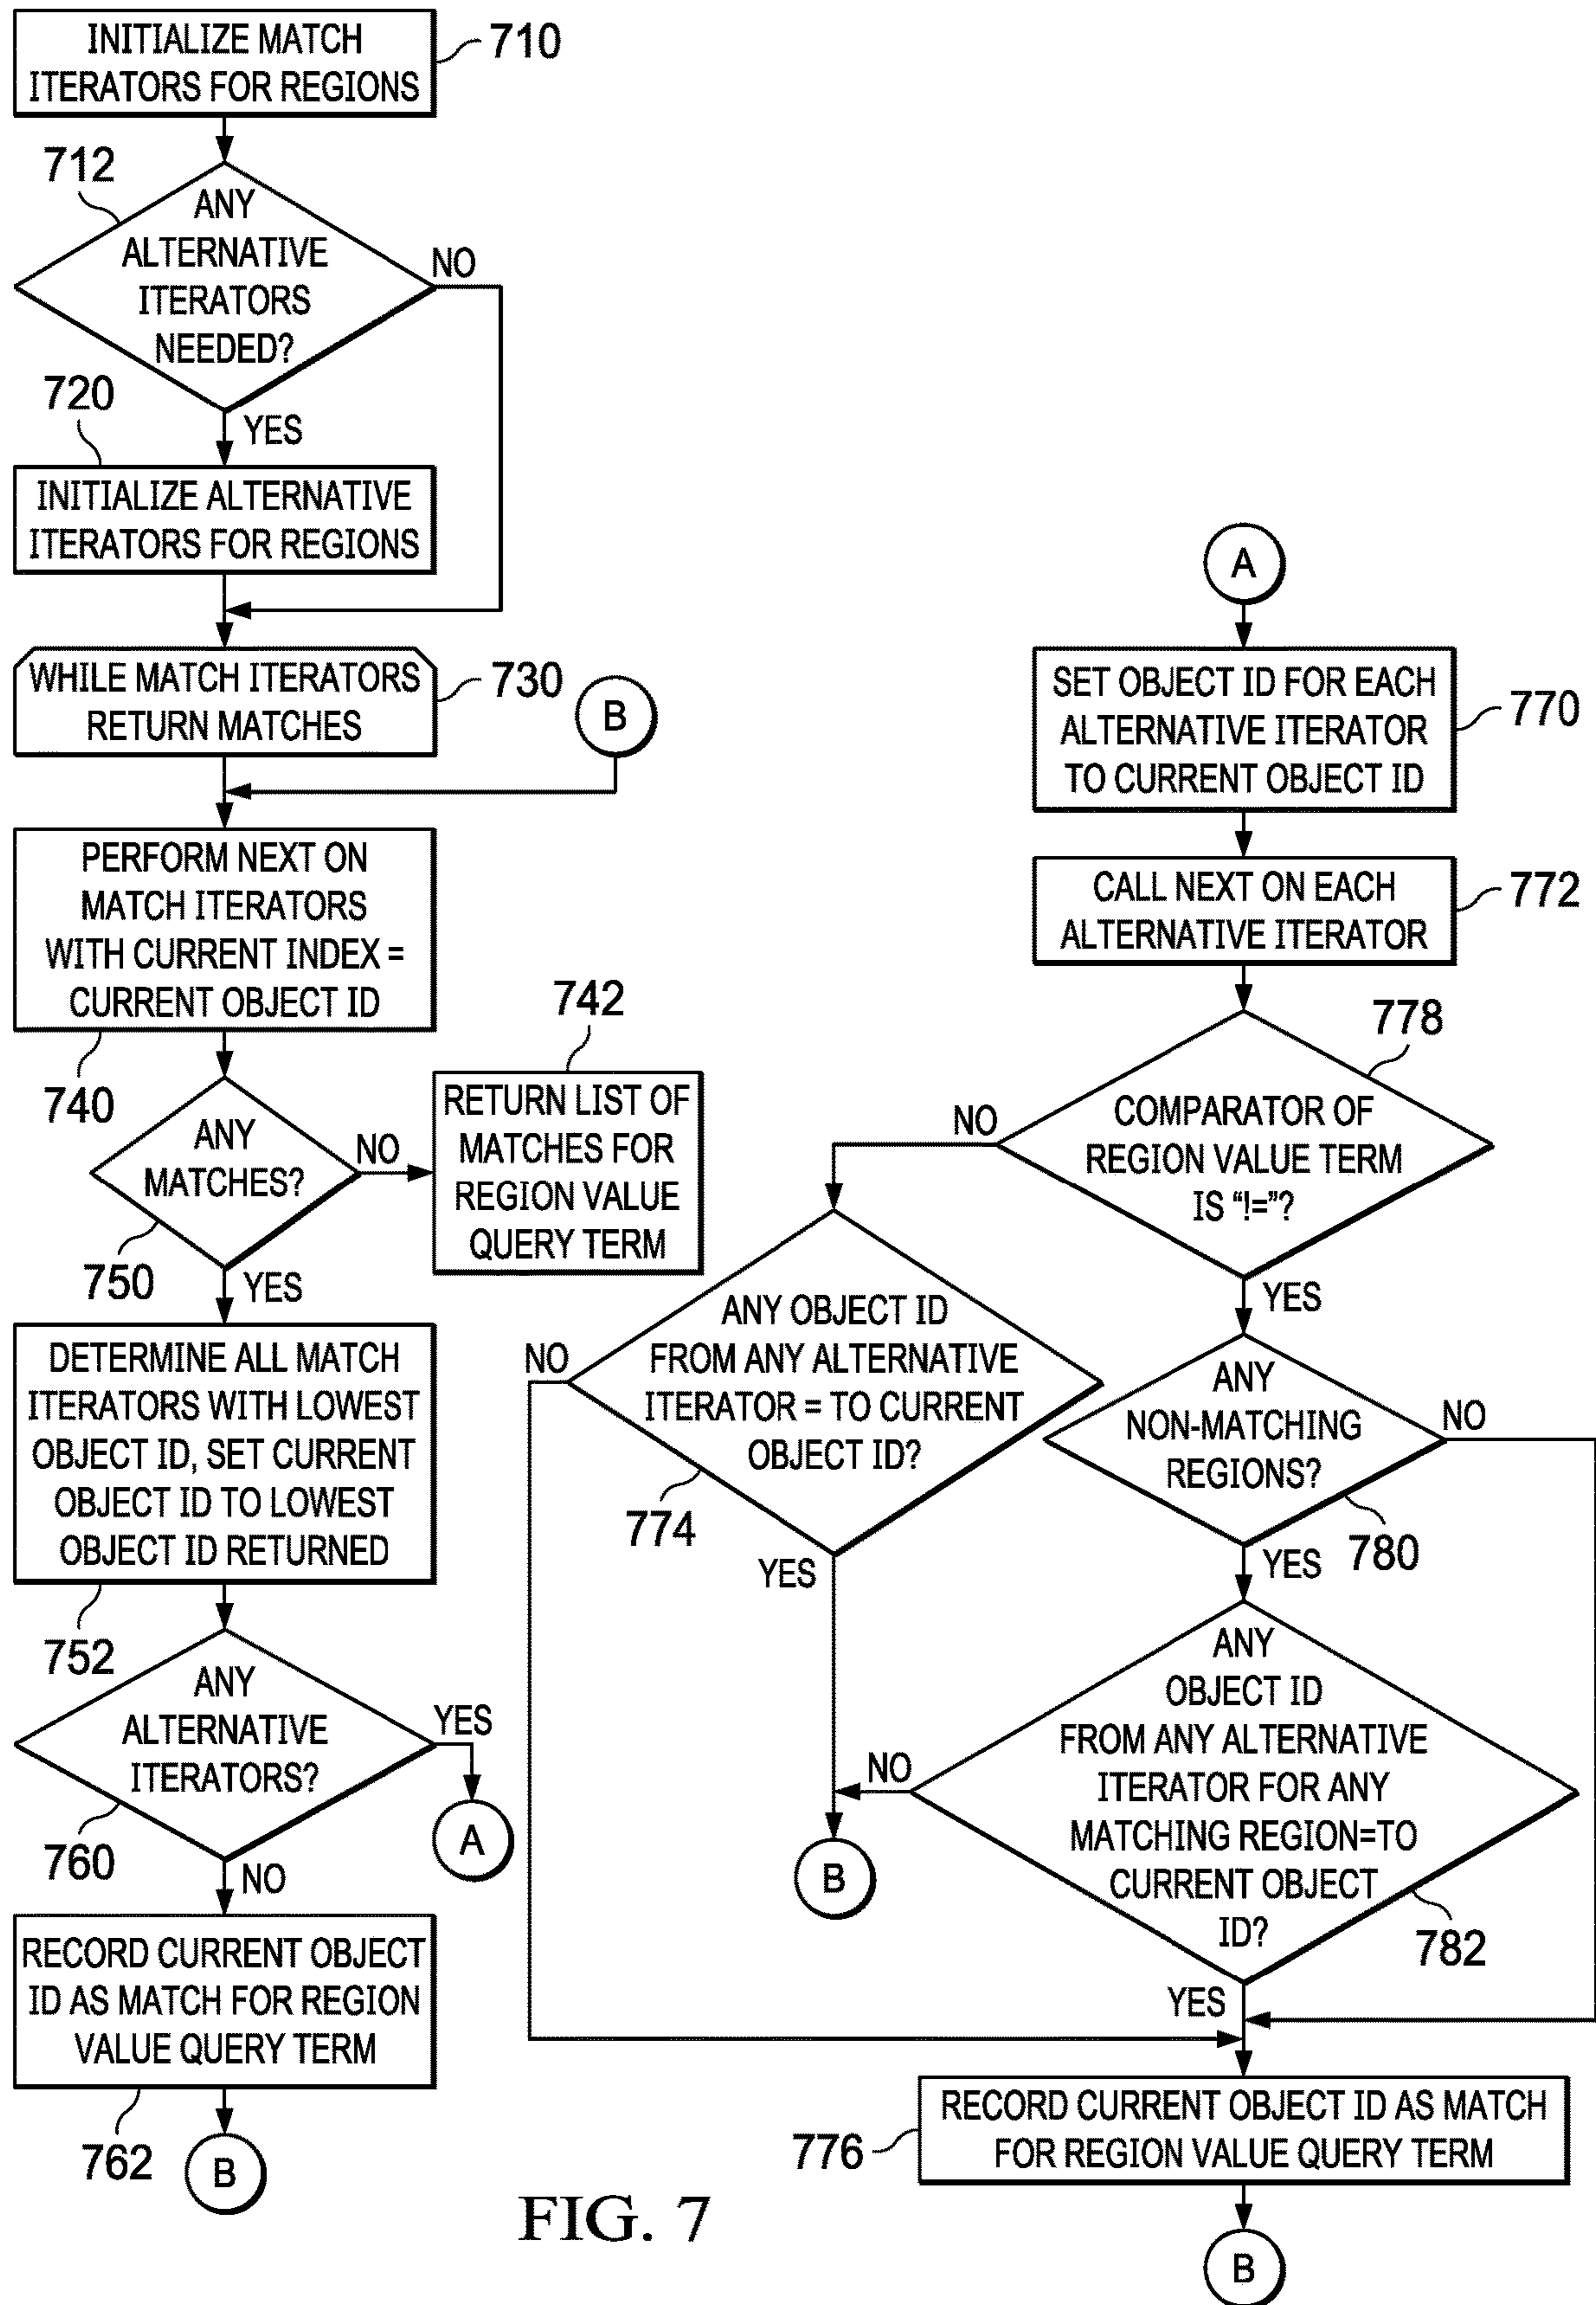 INITIALIZE MATCH
ITERATORS FOR REGIONS
710
712
ANY
ALTERNATIVE
ITERATORS
NEEDED?
NO
720
YES
INITIALIZE ALTERNATIVE
ITERATORS FOR REGIONS
WHILE MATCH ITERATORS
RETURN MATCHES
730
B
PERFORM NEXT ON
MATCH ITERATORS
WITH CURRENT INDEX =
CURRENT OBJECT ID
740
742
RETURN LIST OF
MATCHES FOR
REGION VALUE
QUERY TERM
ANY
MATCHES?
NO
750
YES
DETERMINE ALL MATCH
ITERATORS WITH LOWEST
OBJECT ID, SET CURRENT
OBJECT ID TO LOWEST
OBJECT ID RETURNED
752
ANY
ALTERNATIVE
ITERATORS?
YES
A
760
NO
RECORD CURRENT OBJECT
ID AS MATCH FOR REGION
VALUE QUERY TERM
762
B
A
SET OBJECT ID FOR EACH
ALTERNATIVE ITERATOR
TO CURRENT OBJECT ID
770
CALL NEXT ON EACH
ALTERNATIVE ITERATOR
772
778
COMPARATOR OF
REGION VALUE TERM
IS “!=”?
NO
YES
ANY OBJECT ID
FROM ANY ALTERNATIVE
ITERATOR = TO CURRENT
OBJECT ID?
NO
774
YES
ANY
NON-MATCHING
REGIONS?
NO
780
YES
ANY
OBJECT ID
FROM ANY ALTERNATIVE
ITERATOR FOR ANY
MATCHING REGION=TO
CURRENT OBJECT
ID?
NO
B
782
YES
RECORD CURRENT OBJECT ID AS MATCH
FOR REGION VALUE QUERY TERM
776
B
FIG. 7